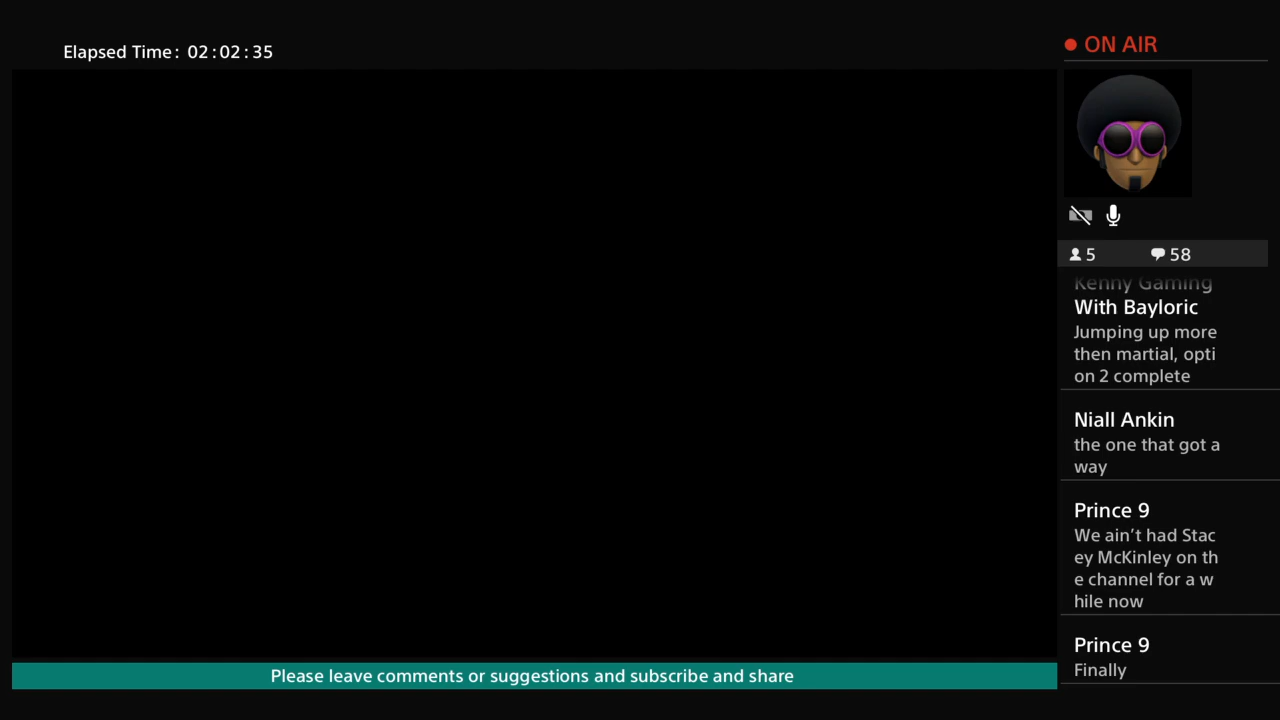 Elapsed Time: 02:02:35
ON AIR
5 58
Kenny Gaming
With Bayloric
Jumping up more
then martial, opti
on 2 complete
Niall Ankin
the one that got a
way
Prince 9
We ain't had Stac
ey McKinley on th
e channel for a w
hile now
Prince 9
Finally
Please leave comments or suggestions and subscribe and share